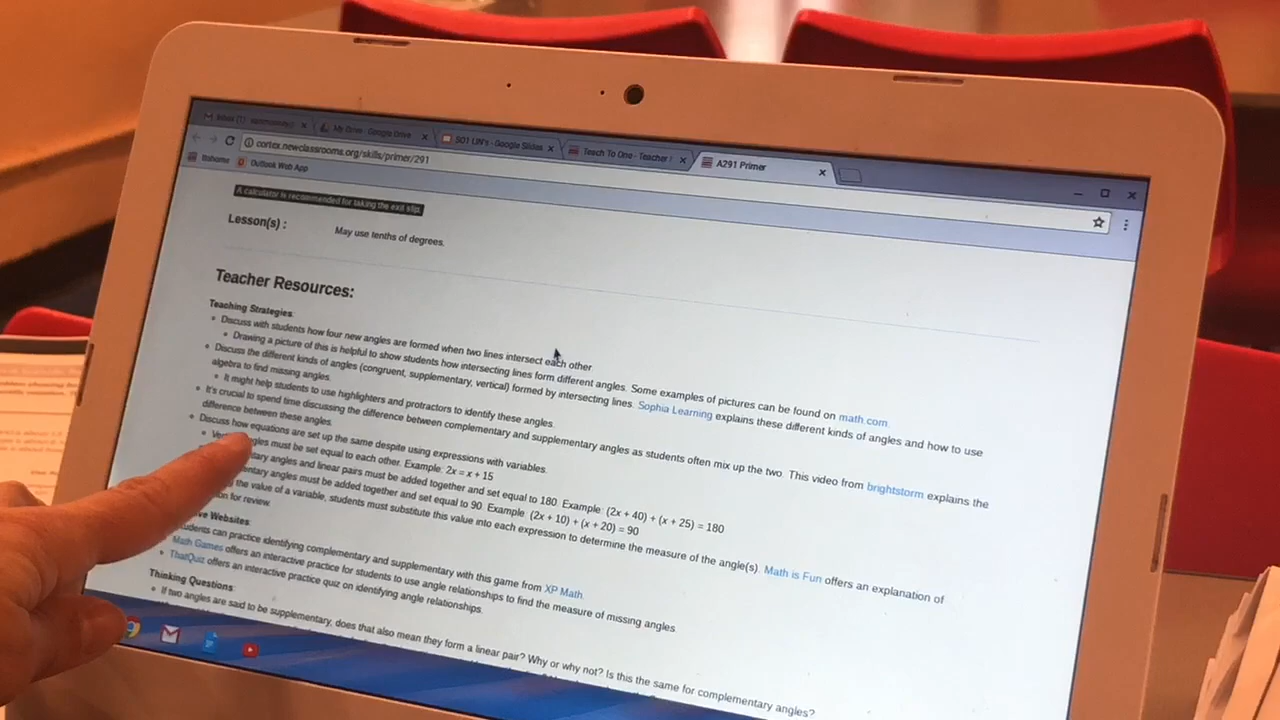 My Drive - Google Drive
SO1 LIN's - Google Slides
Teach To One - Teacher
A291 Primer
cortex.newclassrooms.org/skills/primer/291
Outlook Web App
A calculator is recommended for taking the exit slip.
Lesson(s) : May use tenths of degrees.
Teacher Resources:
Teaching Strategies:
Discuss with students how four new angles are formed when two lines intersect each other
Drawing a picture of this is helpful to show students how intersecting lines form different angles. Some examples of pictures can be found on math.com.
Discuss the different kinds of angles (congruent, supplementary, vertical) formed by intersecting lines. Sophia Learning explains these different kinds of angles and how to use
algebra to find missing angles.
It might help students to use highlighters and protractors to identify these angles.
It's crucial to spend time discussing the difference between complementary and supplementary angles as students often mix up the two. This video from brightstorm explains the
difference between these angles.
Discuss how equations are set up the same despite using expressions with variables.
angles must be set equal to each other. Example: 2x = x + 15
angles and linear pairs must be added together and set equal to 180. Example: (2x + 40) + (x + 25) = 180
angles must be added together and set equal to 90. Example: (2x + 10) + (x + 20) = 90
the value of a variable, students must substitute this value into each expression to determine the measure of the angle(s). Math is Fun offers an explanation of
for review.
Websites:
students can practice identifying complementary and supplementary with this game from XP Math.
Math Games offers an interactive practice for students to use angle relationships to find the measure of missing angles.
ThatQuiz offers an interactive practice quiz on identifying angle relationships.
Thinking Questions:
If two angles are said to be supplementary, does that also mean they form a linear pair? Why or why not? Is this the same for complementary angles?